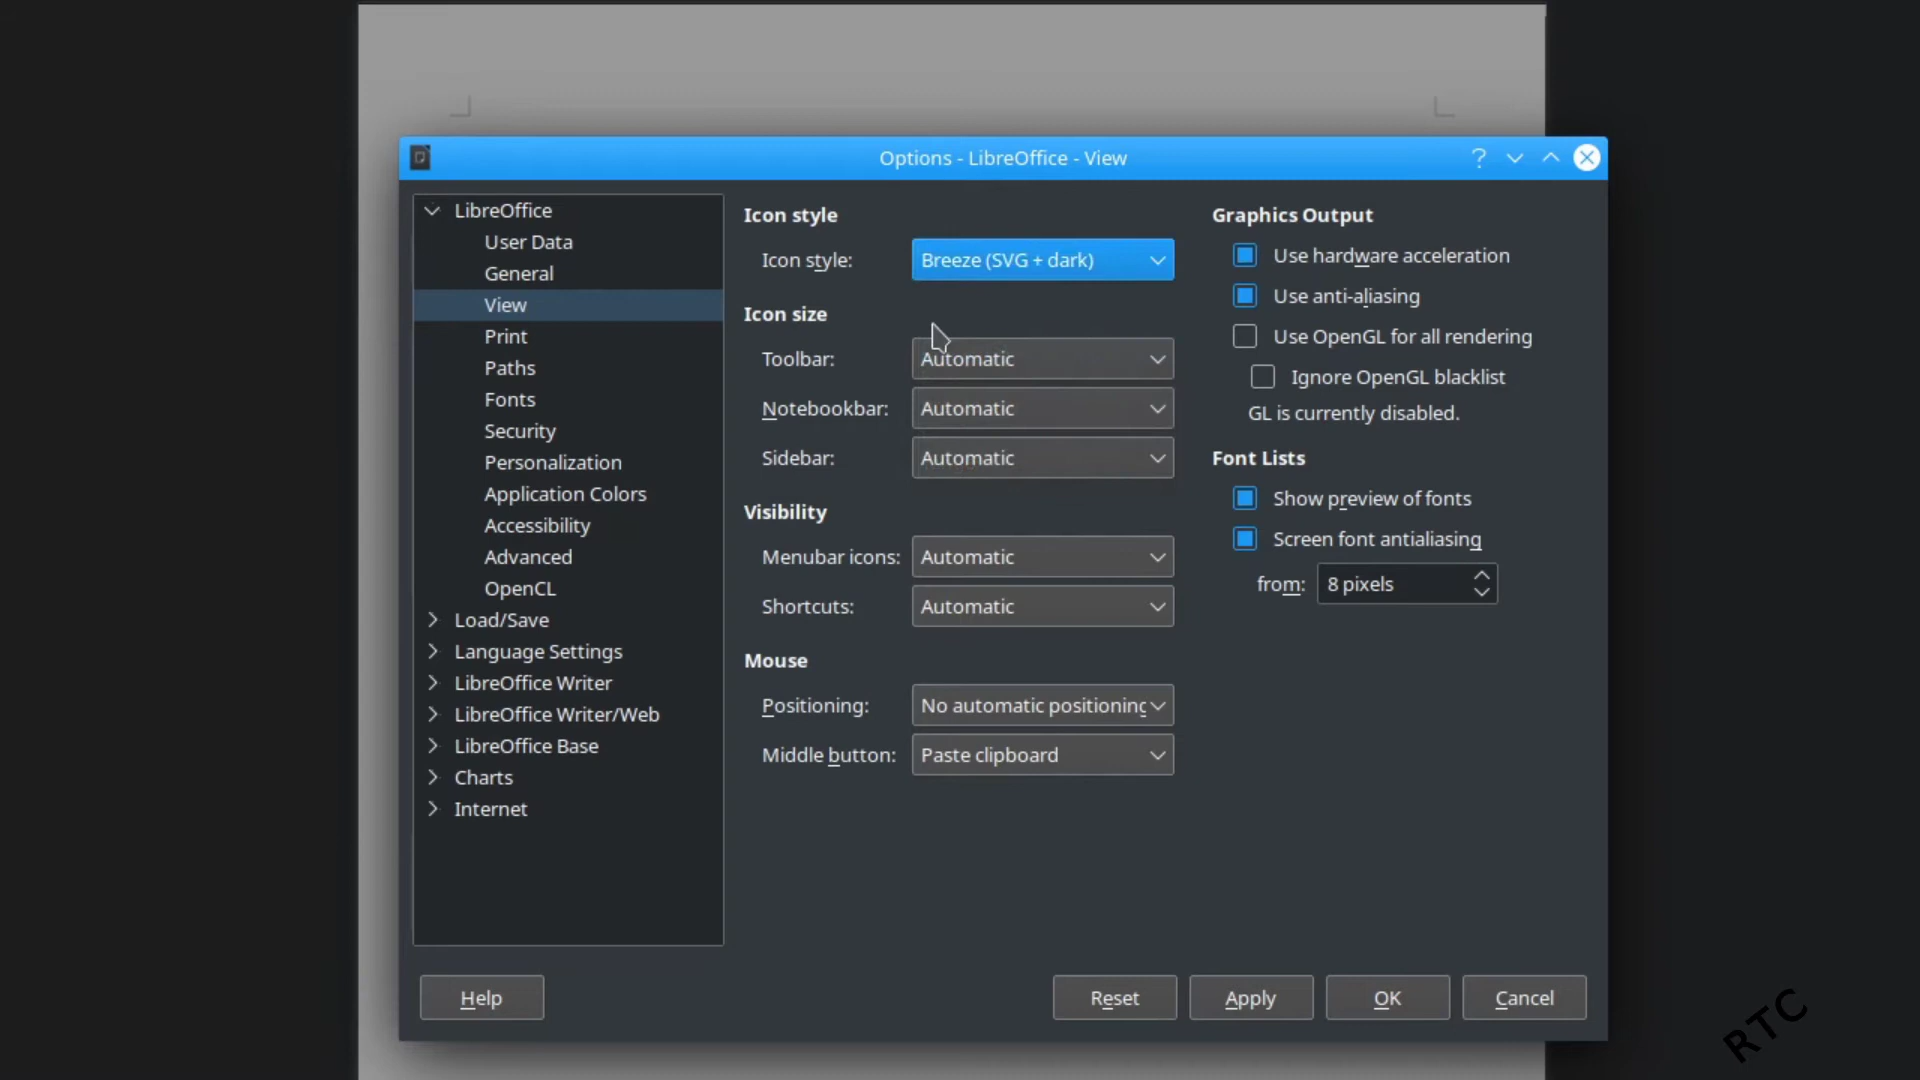 Options - LibreOffice - View
?
LibreOffice
User Data
General
View
Print
Paths
Fonts
Security
Personalization
Application Colors
Accessibility
Advanced
OpenCL
Load/Save
Language Settings
LibreOffice Writer
LibreOffice Writer/Web
LibreOffice Base
Charts
Internet
Icon style
Icon style: Breeze (SVG + dark)
Icon size
Toolbar: Automatic
Notebookbar: Automatic
Sidebar: Automatic
Visibility
Menubar icons: Automatic
Shortcuts: Automatic
Mouse
Positioning: No automatic positioning
Middle button: Paste clipboard
Graphics Output
Use hardware acceleration
Use anti-aliasing
Use OpenGL for all rendering
Ignore OpenGL blacklist
GL is currently disabled.
Font Lists
Show preview of fonts
Screen font antialiasing
from: 8 pixels
Help
Reset
Apply
OK
Cancel
RTC